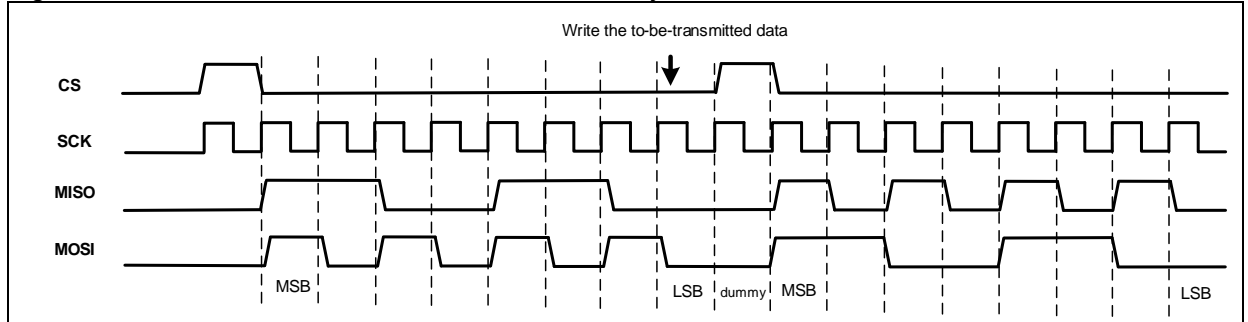 Write the to-be-transmitted data
CS
SCK
MISO
MOSI
MSB LSB dummy MSB LSB